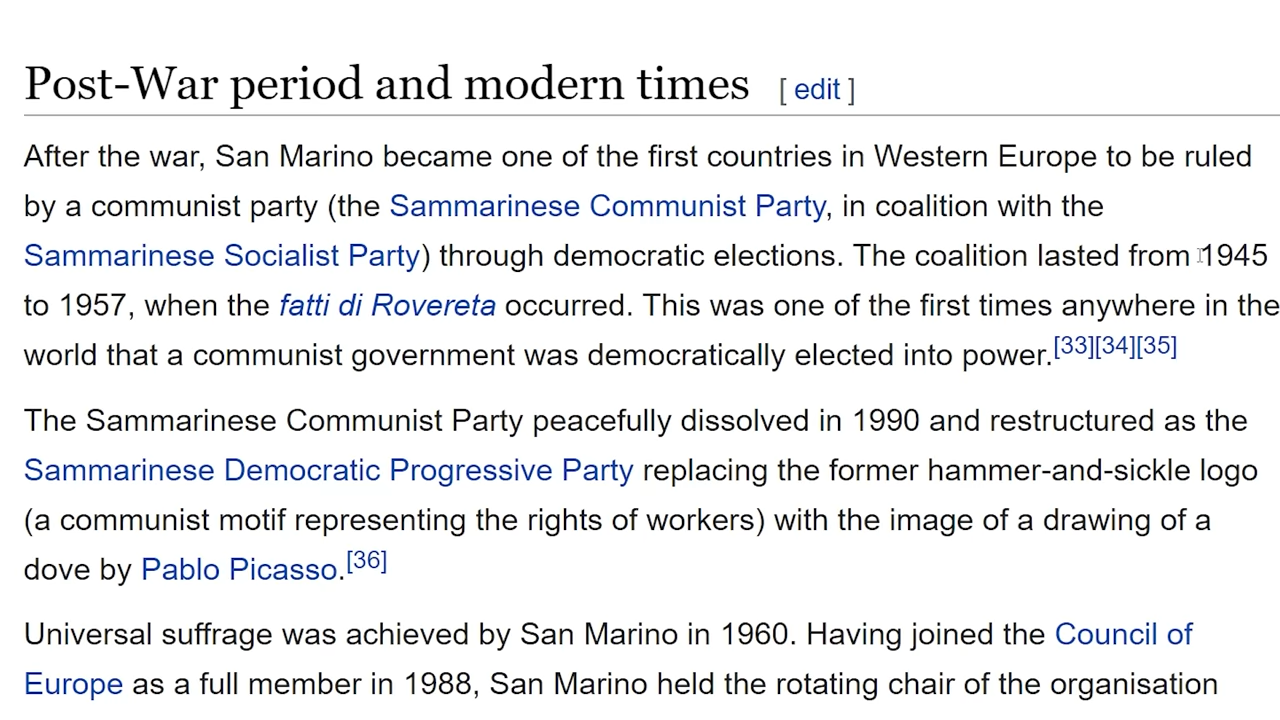 Post-War period and modern times [ edit ]
After the war, San Marino became one of the first countries in Western Europe to be ruled
by a communist party (the Sammarinese Communist Party, in coalition with the
Sammarinese Socialist Party) through democratic elections. The coalition lasted from 1945
to 1957, when the fatti di Rovereta occurred. This was one of the first times anywhere in the
world that a communist government was democratically elected into power.[33][34][35]
The Sammarinese Communist Party peacefully dissolved in 1990 and restructured as the
Sammarinese Democratic Progressive Party replacing the former hammer-and-sickle logo
(a communist motif representing the rights of workers) with the image of a drawing of a
dove by Pablo Picasso.[36]
Universal suffrage was achieved by San Marino in 1960. Having joined the Council of
Europe as a full member in 1988, San Marino held the rotating chair of the organisation